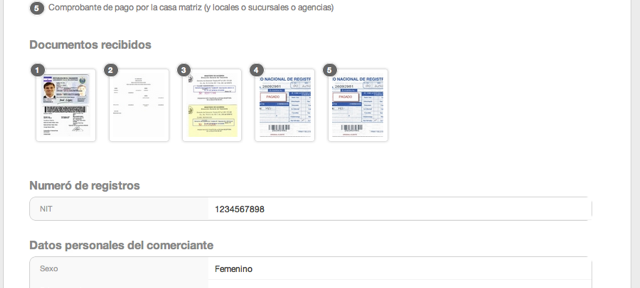 5 Comprobante de pago por la casa matriz (y locales o sucursales o agencias)
Documentos recibidos
1 2 3 4 5
O NACIONAL DE REGISTR O NACIONAL DE REGISTR
Numeró de registros
NIT 1234567898
Datos personales del comerciante
Sexo Femenino